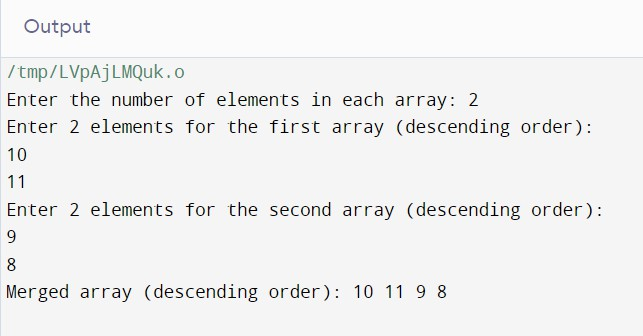 Output
/tmp/LVpAjLMQuk.o
Enter the number of elements in each array: 2
Enter 2 elements for the first array (descending order):
10
11
Enter 2 elements for the second array (descending order):
9
8
Merged array (descending order): 10 11 9 8